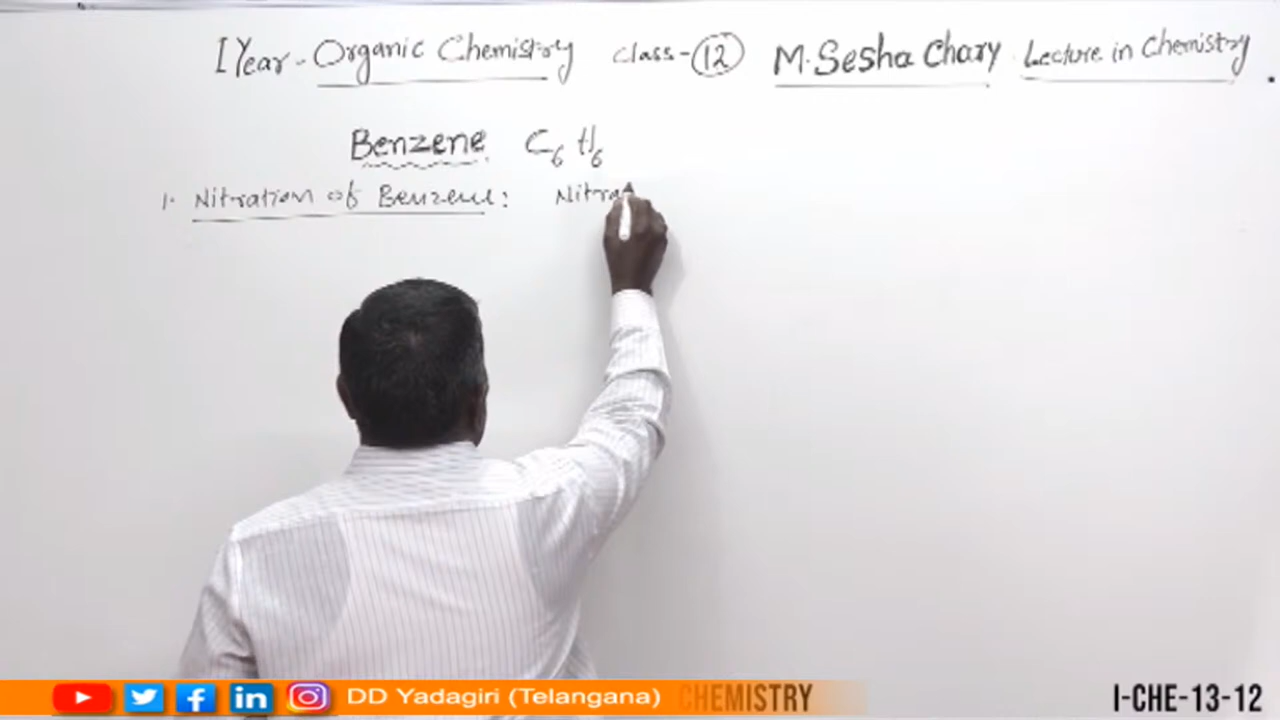 I Year - Organic Chemistry Class - 12 M. Sesha Chary Lecture in Chemistry
Benzene C6H6
1. Nitration of Benzene: Nitra
DD Yadagiri (Telangana) CHEMISTRY I-CHE-13-12